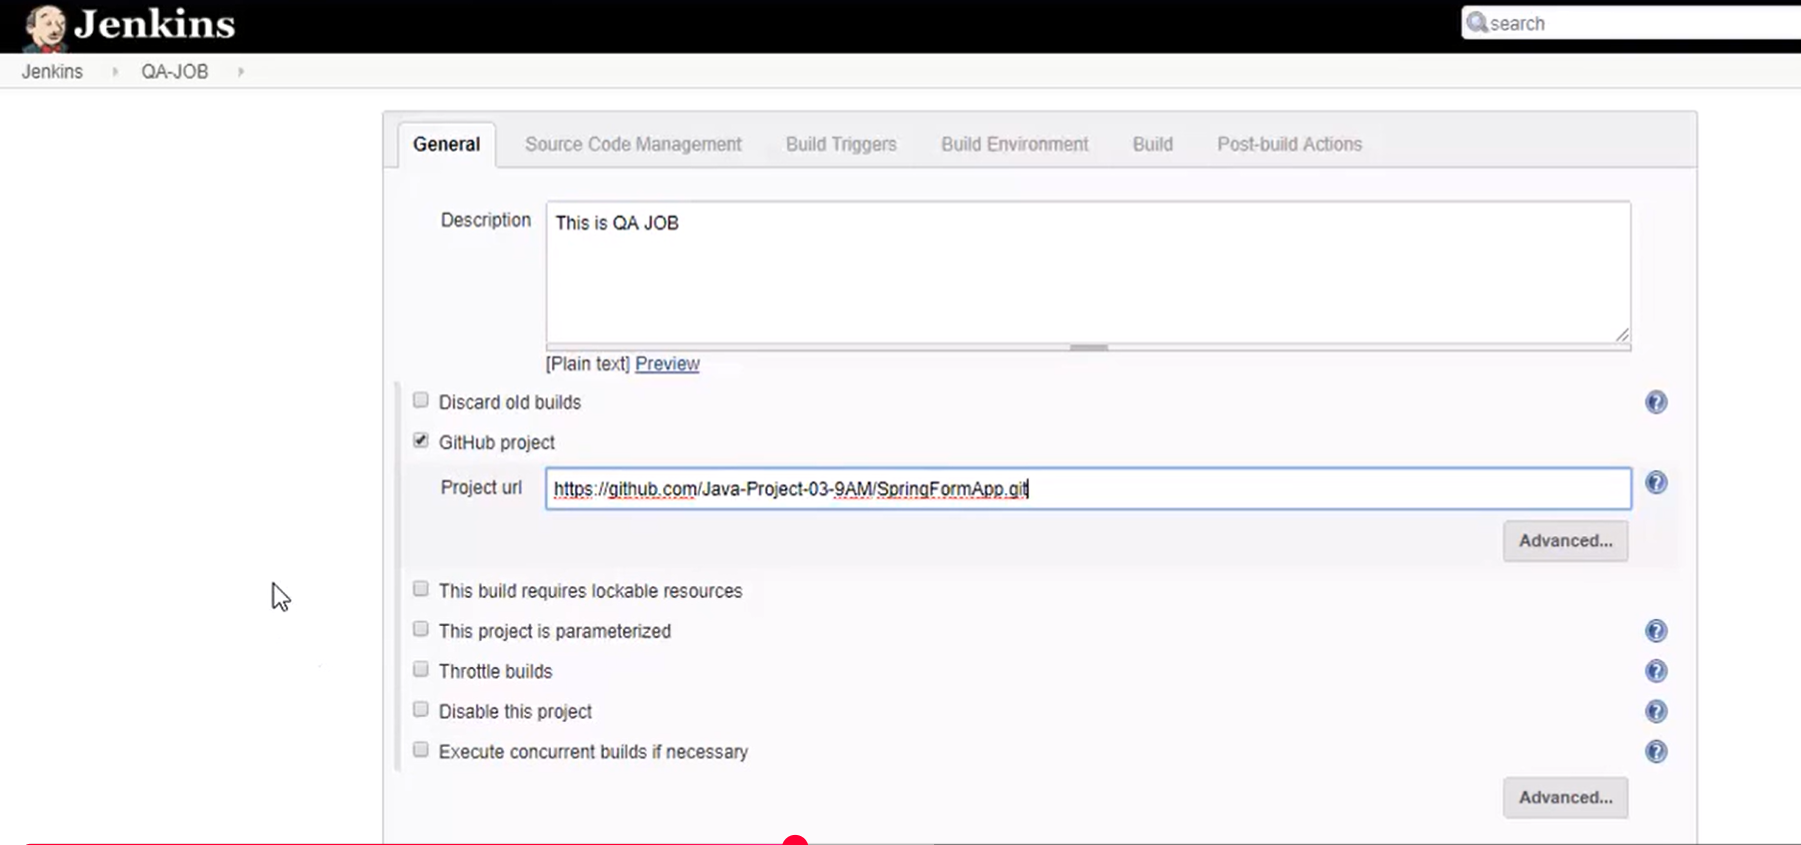 Jenkins
search
Jenkins QA-JOB
General Source Code Management Build Triggers Build Environment Build Post-build Actions
Description This is QA JOB
[Plain text] Preview
Discard old builds
GitHub project
Project url https://github.com/Java-Project-03-9AM/SpringFormApp.git
Advanced...
This build requires lockable resources
This project is parameterized
Throttle builds
Disable this project
Execute concurrent builds if necessary
Advanced...